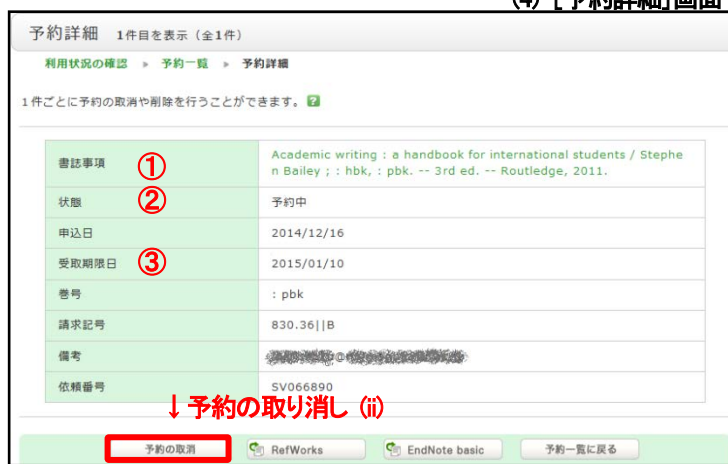 (4) [予約詳細]画面
予約詳細 1件目を表示（全1件）
利用状況の確認 » 予約一覧 » 予約詳細
1件ごとに予約の取消や削除を行うことができます。 ?
書誌事項 ① Academic writing : a handbook for international students / Stephe
n Bailey ; : hbk, : pbk. -- 3rd ed. -- Routledge, 2011.
状態 ② 予約中
申込日 2014/12/16
受取期限日 ③ 2015/01/10
巻号 : pbk
請求記号 830.36||B
備考 @
依頼番号 SV066890
↓予約の取り消し (ii)
予約の取消 RefWorks EndNote basic 予約一覧に戻る